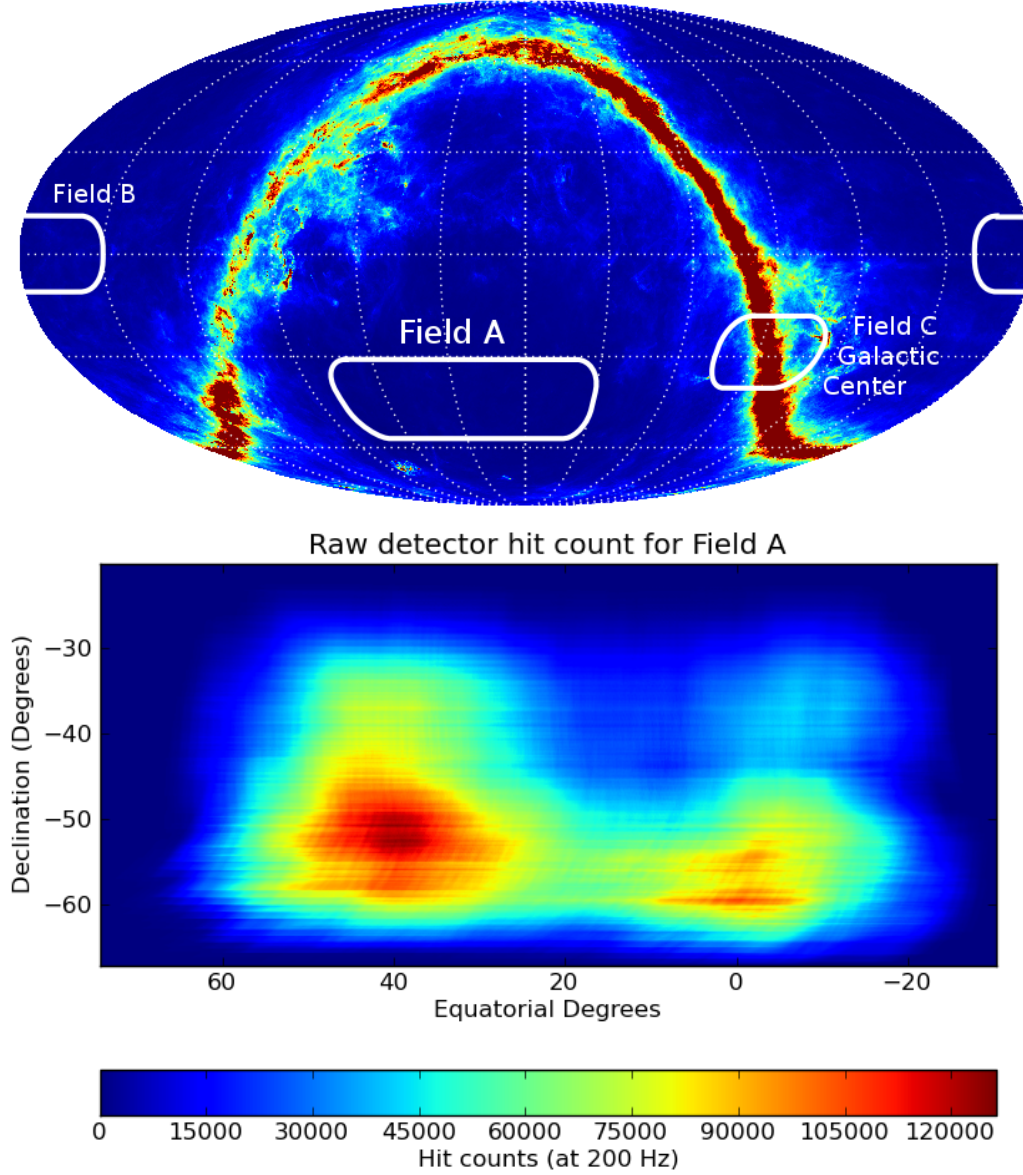 Field B
Field A
Field C
Galactic
Center
Raw detector hit count for Field A
Declination (Degrees)
−30
−40
−50
−60
60
40
20
0
−20
Equatorial Degrees
0
15000
30000
45000
60000
75000
90000
105000
120000
Hit counts (at 200 Hz)